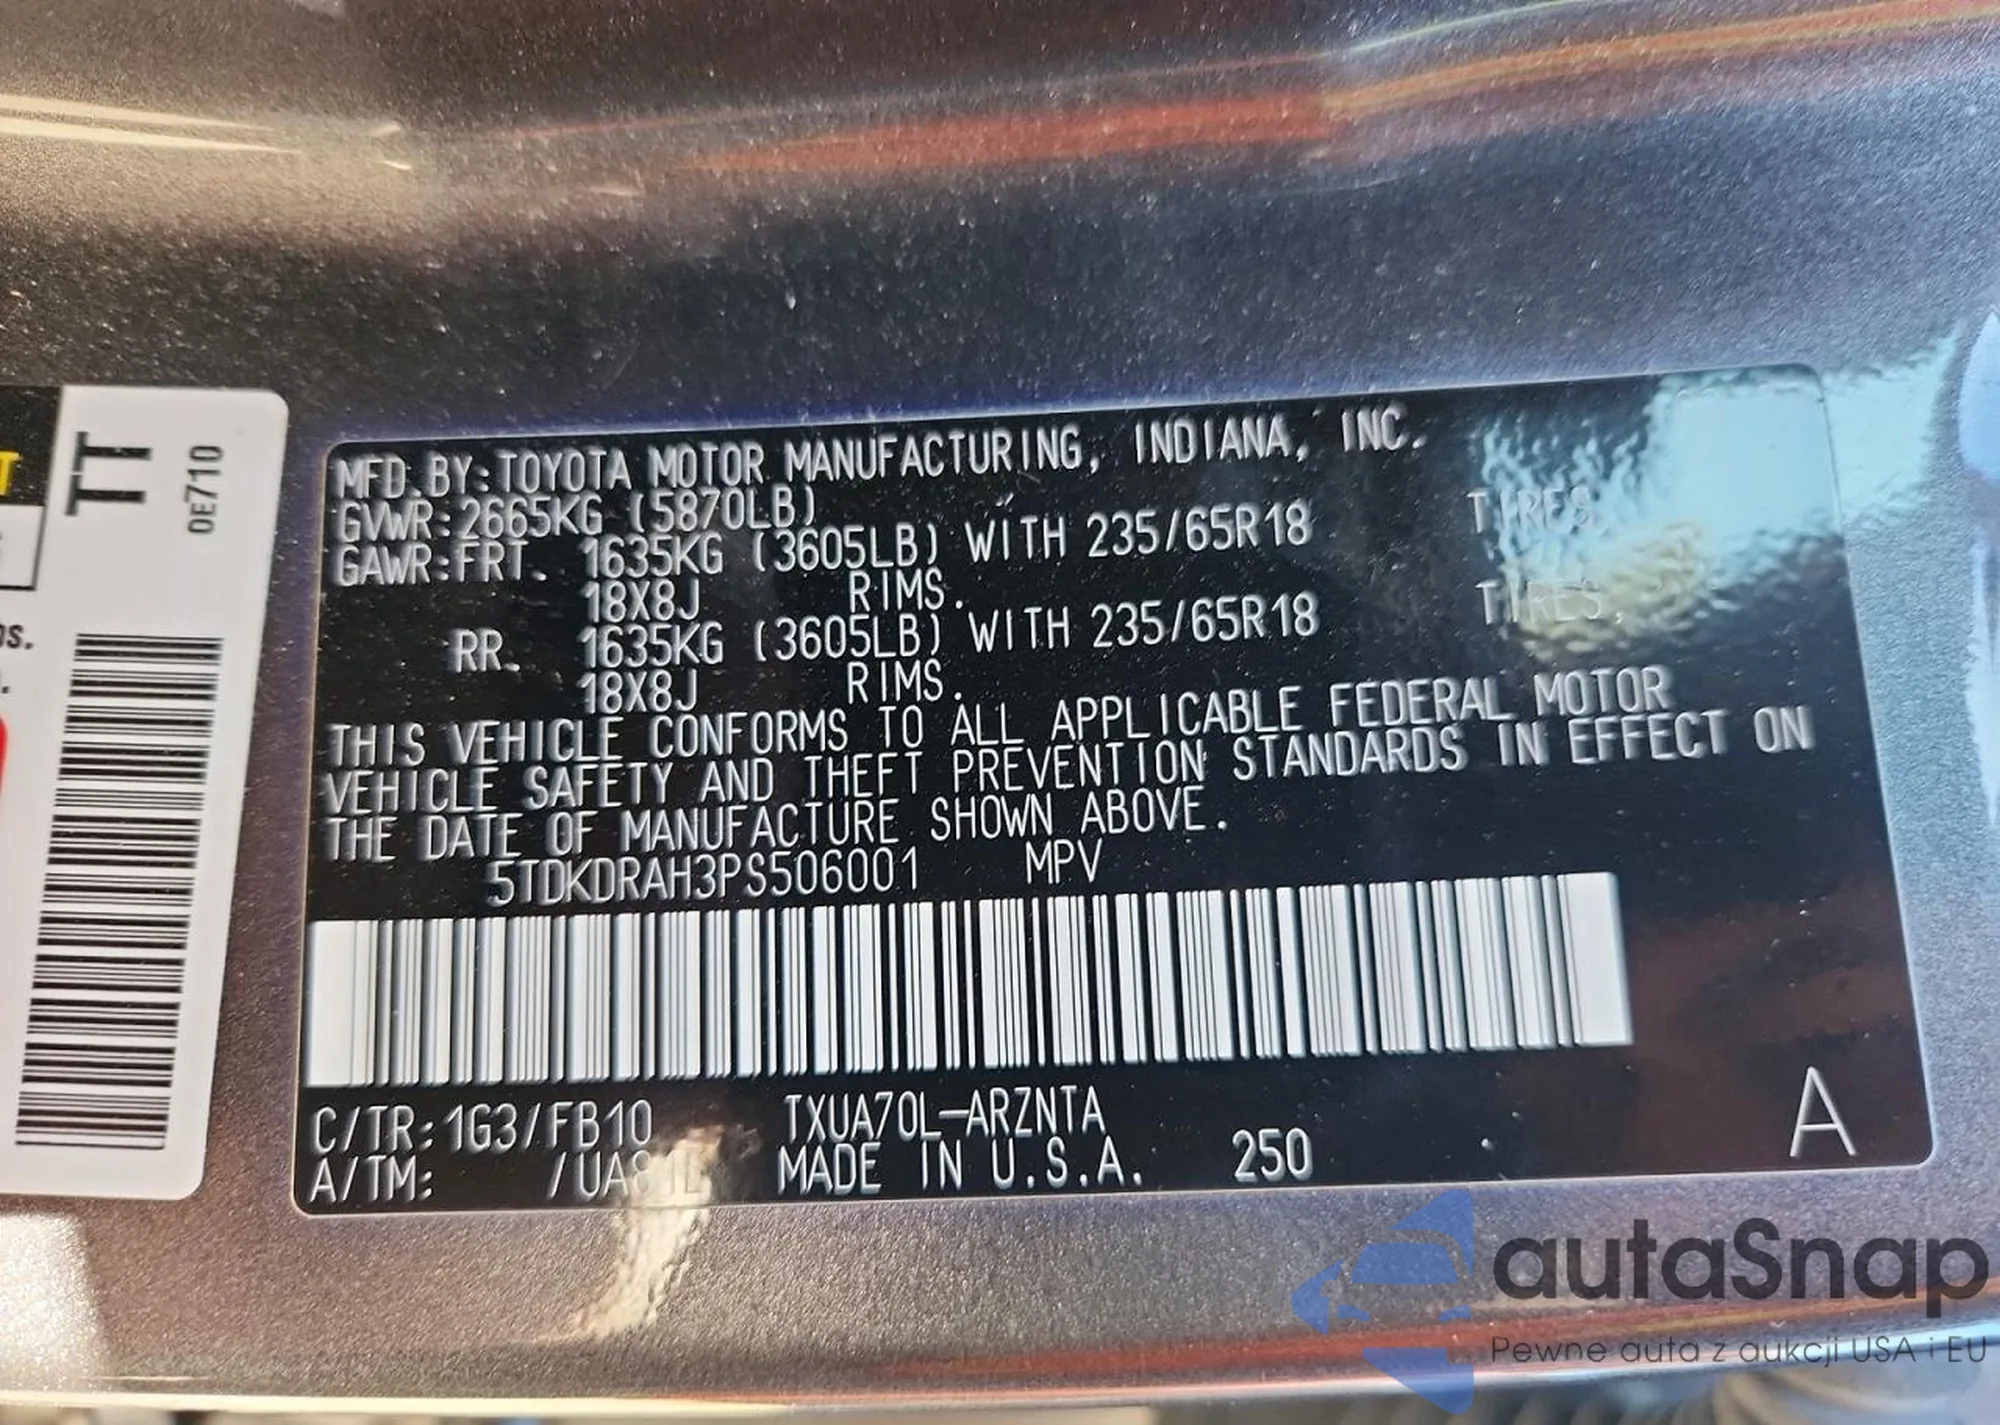 T
TT
0E710
os.
MFD.BY:TOYOTA MOTOR MANUFACTURING, INDIANA, INC.
GVWR:2665KG (5870LB)
GAWR:FRT. 1635KG (3605LB) WITH 235/65R18 TIRES,
18X8J RIMS.
RR. 1635KG (3605LB) WITH 235/65R18 TIRES,
18X8J RIMS.
THIS VEHICLE CONFORMS TO ALL APPLICABLE FEDERAL MOTOR
VEHICLE SAFETY AND THEFT PREVENTION STANDARDS IN EFFECT ON
THE DATE OF MANUFACTURE SHOWN ABOVE.
5TDKDRAH3PS506001 MPV
C/TR:1G3/FB10 TXUA70L-ARZNTA
A/TM: /UA81L MADE IN U.S.A. 250 A
autaSnap
Pewne auta z aukcji USA i EU